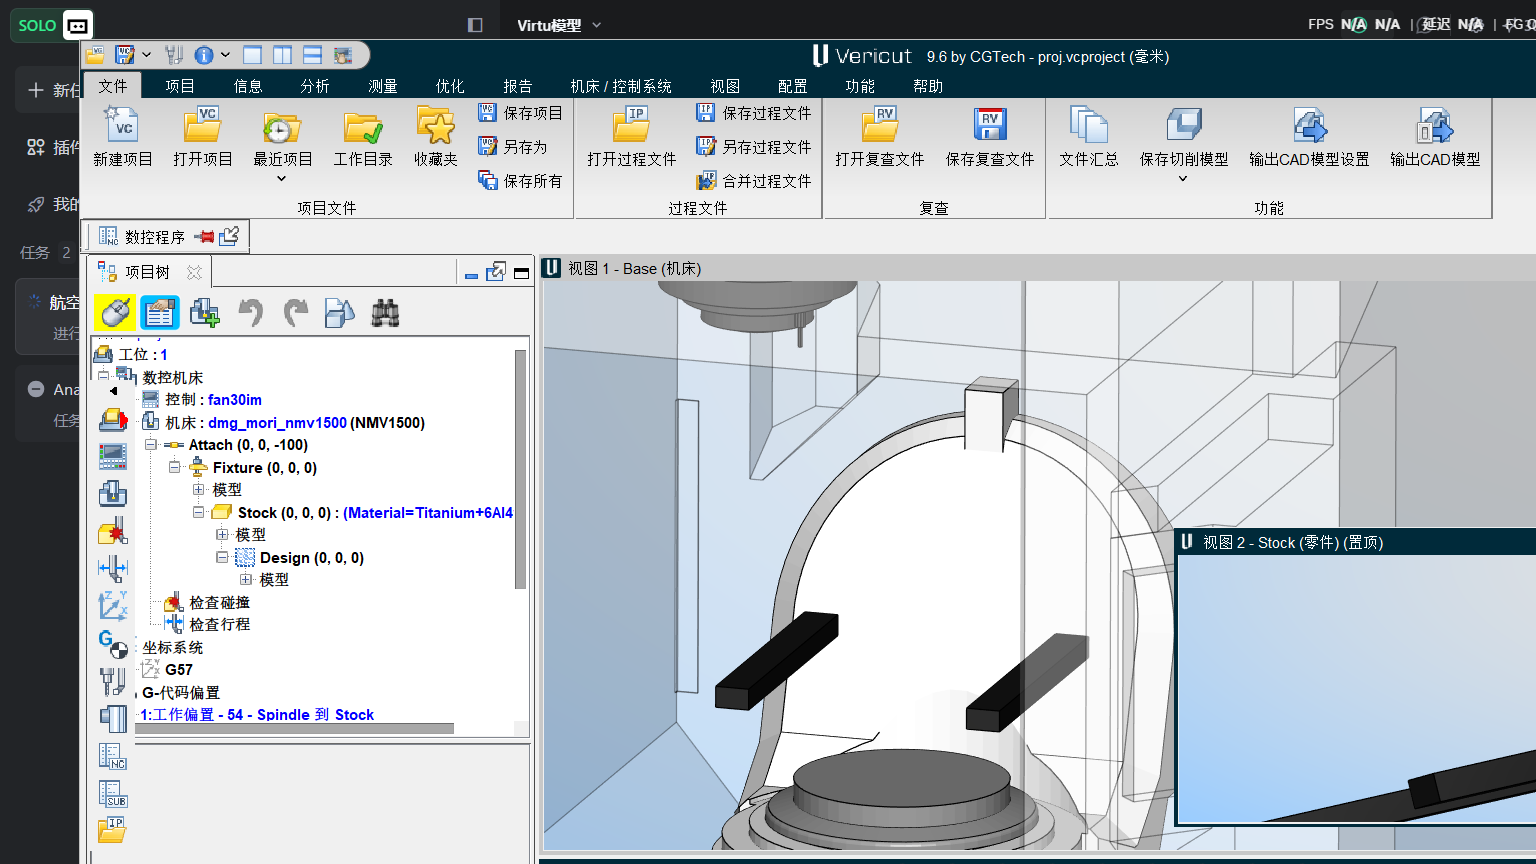 SOLO
Virtu模型
FPS N/A N/A | 延迟 N/A
新任
插件
我的
任务 2
航空
进行
Ana
任务
Vericut 9.6 by CGTech - proj.vcproject (毫米)
文件 项目 信息 分析 测量 优化 报告 机床 / 控制系统 视图 配置 功能 帮助
新建项目 打开项目 最近项目 工作目录 收藏夹
保存项目
另存为
保存所有
项目文件
打开过程文件
保存过程文件
另存过程文件
合并过程文件
过程文件
打开复查文件 保存复查文件
复查
文件汇总 保存切削模型 输出CAD模型设置 输出CAD模型
功能
数控程序
项目树
工位 : 1
数控机床
控制 : fan30im
机床 : dmg_mori_nmv1500 (NMV1500)
Attach (0, 0, -100)
Fixture (0, 0, 0)
模型
Stock (0, 0, 0) : (Material=Titanium+6Al4
模型
Design (0, 0, 0)
模型
检查碰撞
检查行程
坐标系统
G57
G-代码偏置
1:工作偏置 - 54 - Spindle 到 Stock
NC
SUB
IP
视图 1 - Base (机床)
视图 2 - Stock (零件) (置顶)